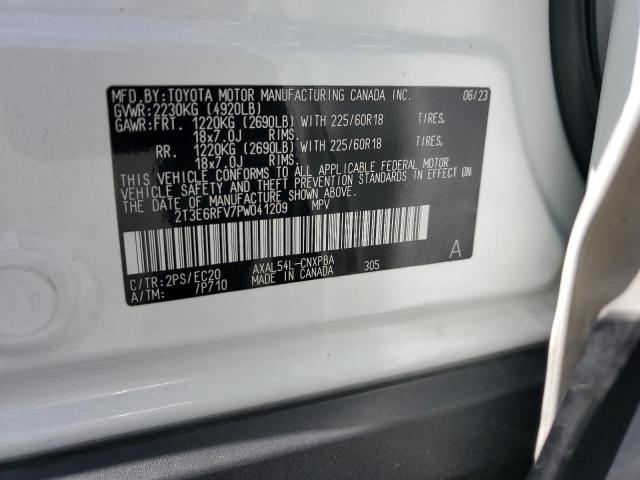 MFD.BY: TOYOTA MOTOR MANUFACTURING CANADA INC. 06/23
GVWR: 2230KG (4920LB)
GAWR: FRT. 1220KG (2690LB) WITH 225/60R18 TIRES,
18x7.0J RIMS.
RR. 1220KG (2690LB) WITH 225/60R18 TIRES,
18x7.0J RIMS.
THIS VEHICLE CONFORMS TO ALL APPLICABLE FEDERAL MOTOR
VEHICLE SAFETY AND THEFT PREVENTION STANDARDS IN EFFECT ON
THE DATE OF MANUFACTURE SHOWN ABOVE.
2T3E6RFV7PW041209 MPV
C/TR: 2PS/EC20 AXAL54L-CNXPBA 305 A
A/TM: 7P710 MADE IN CANADA